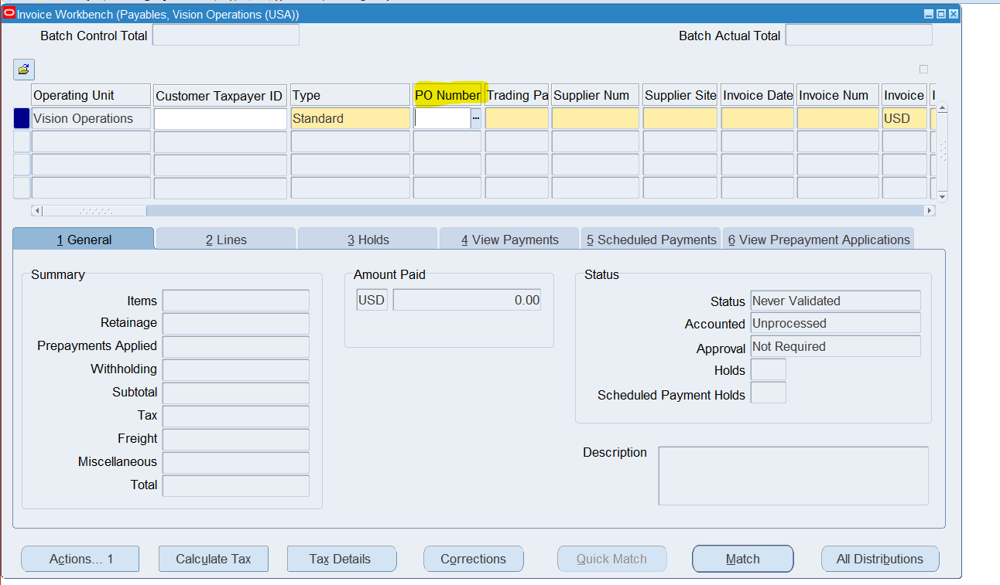 Invoice Workbench (Payables, Vision Operations (USA))
Batch Control Total
Batch Actual Total
Operating Unit Customer Taxpayer ID Type PO Number Trading Pa Supplier Num Supplier Site Invoice Date Invoice Num Invoice I
Vision Operations Standard ... USD
1 General 2 Lines 3 Holds 4 View Payments 5 Scheduled Payments 6 View Prepayment Applications
Summary
Items
Retainage
Prepayments Applied
Withholding
Subtotal
Tax
Freight
Miscellaneous
Total
Amount Paid
USD 0.00
Status
Status Never Validated
Accounted Unprocessed
Approval Not Required
Holds
Scheduled Payment Holds
Description
Actions... 1 Calculate Tax Tax Details Corrections Quick Match Match All Distributions